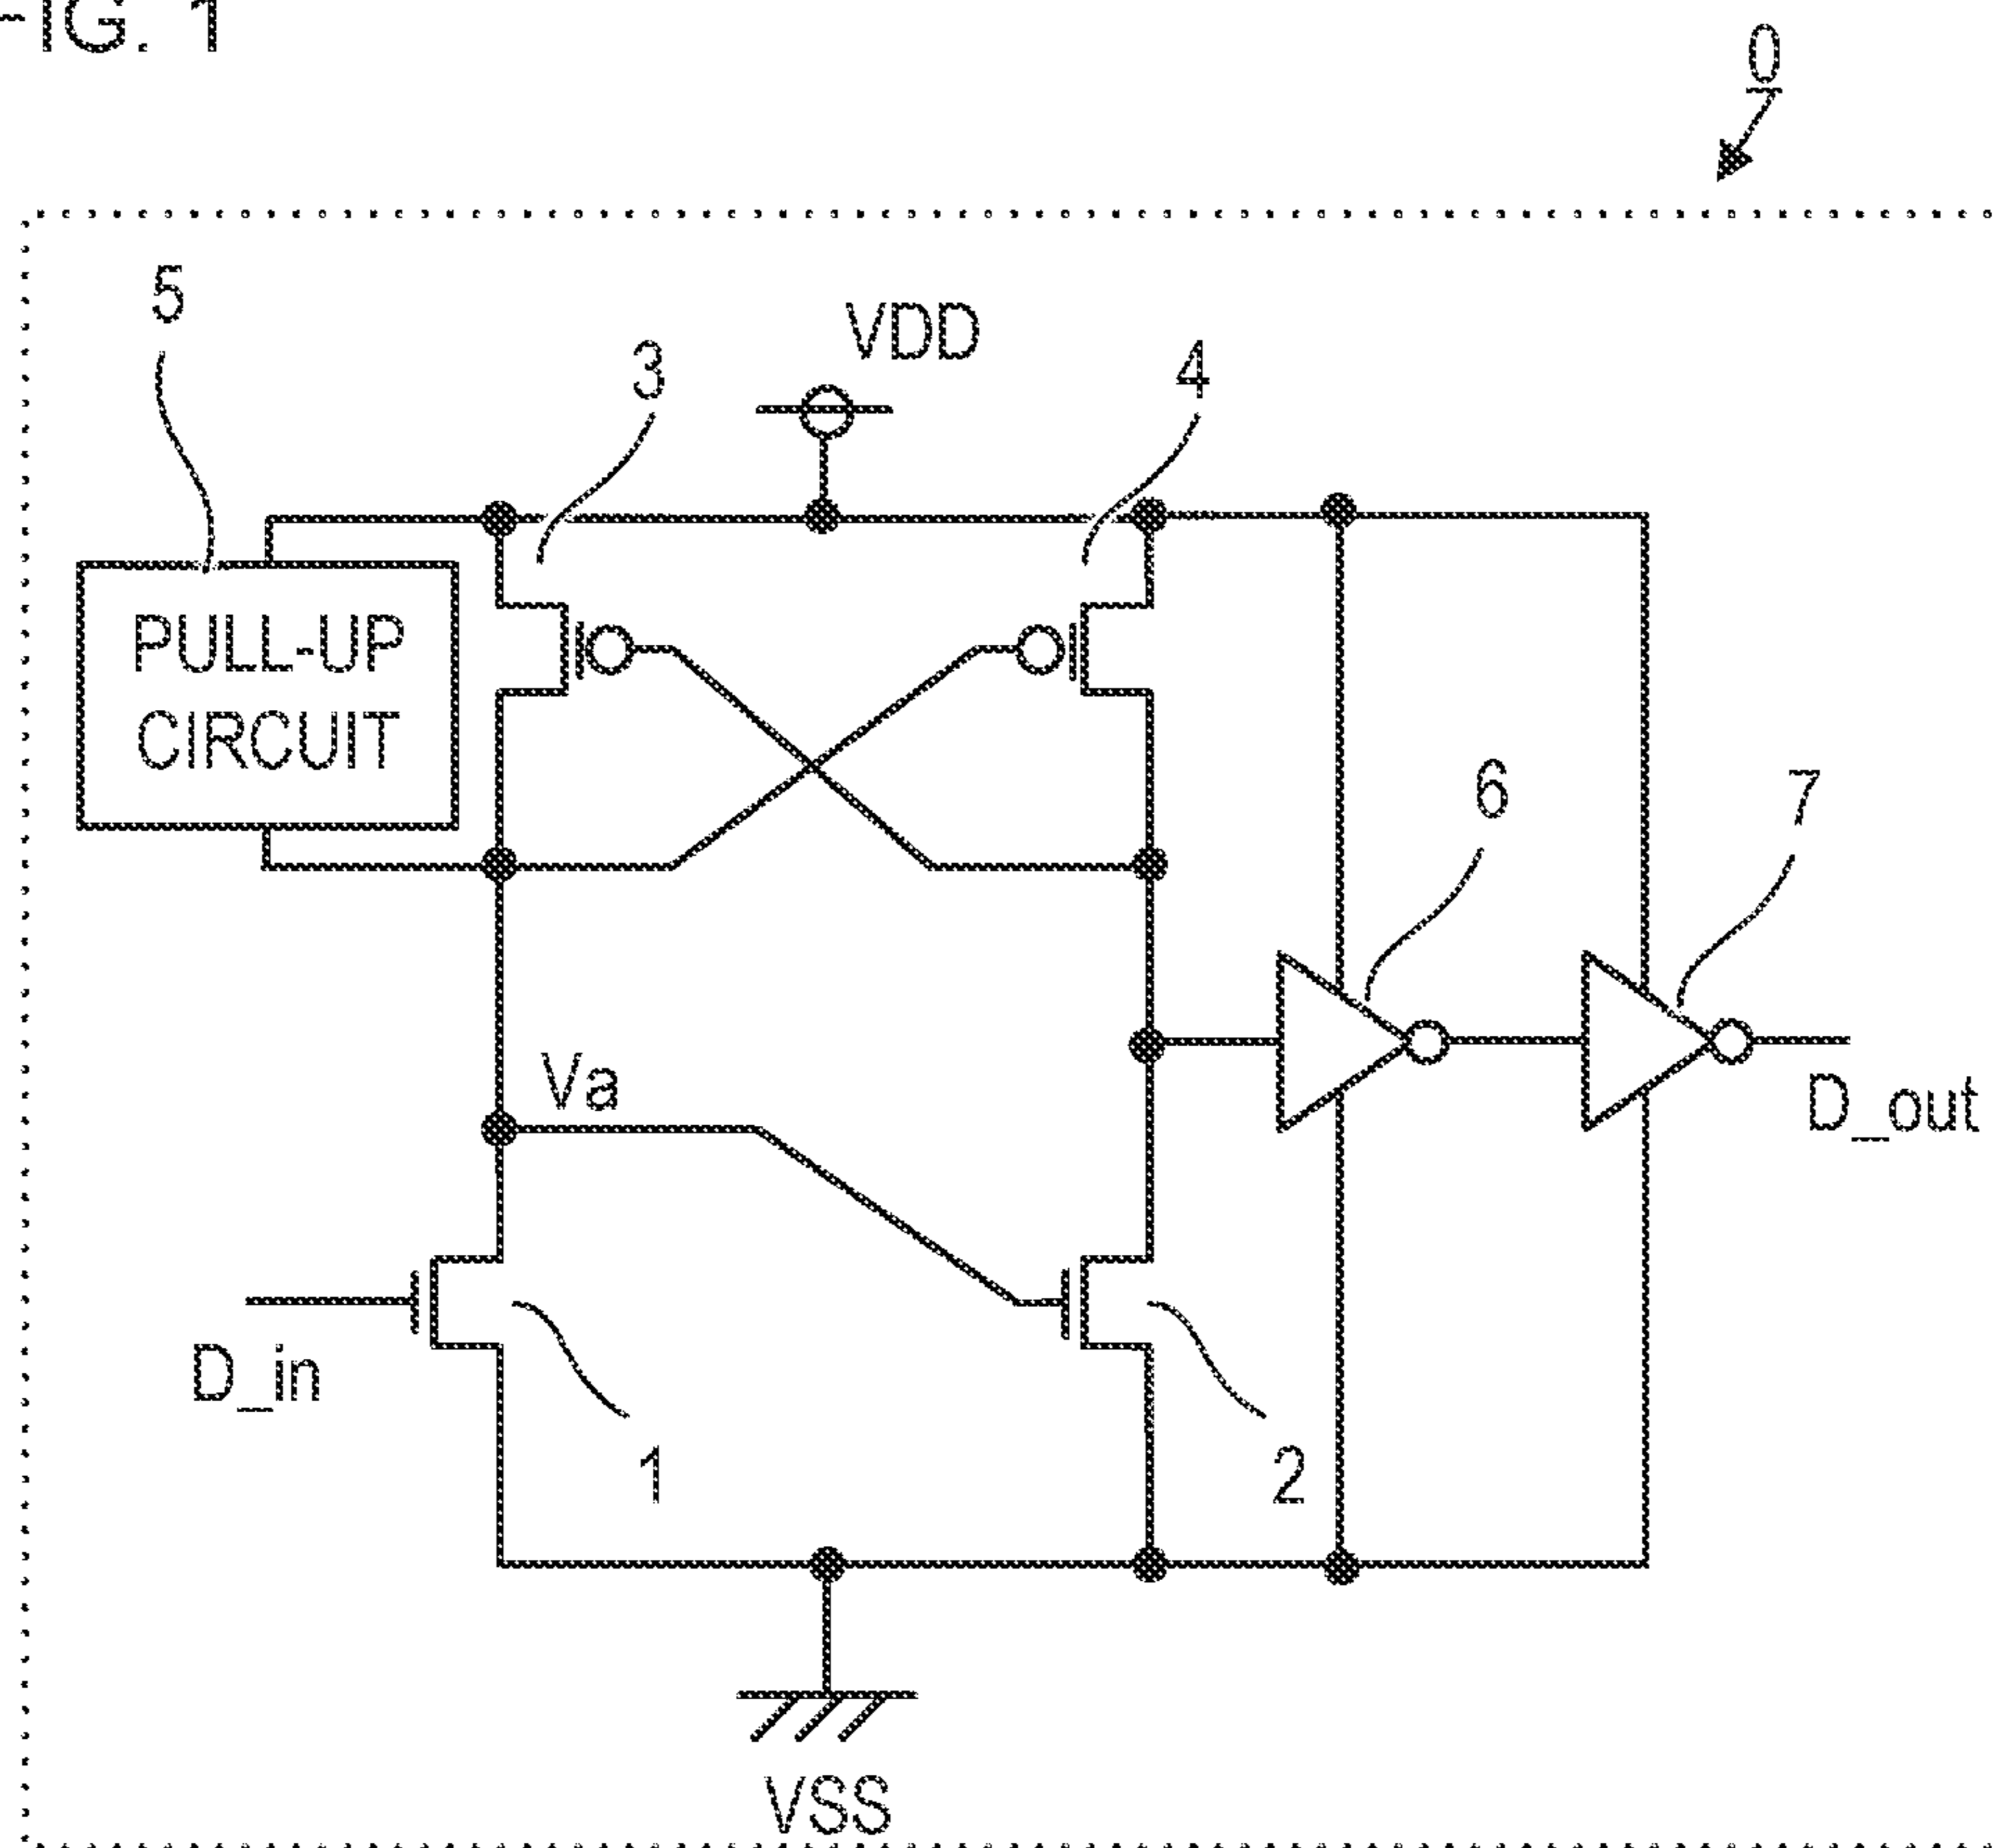 FIG. 1
0
5
3
VDD
4
PULL-UP
CIRCUIT
6
7
Va
D_out
D_in
1
2
VSS